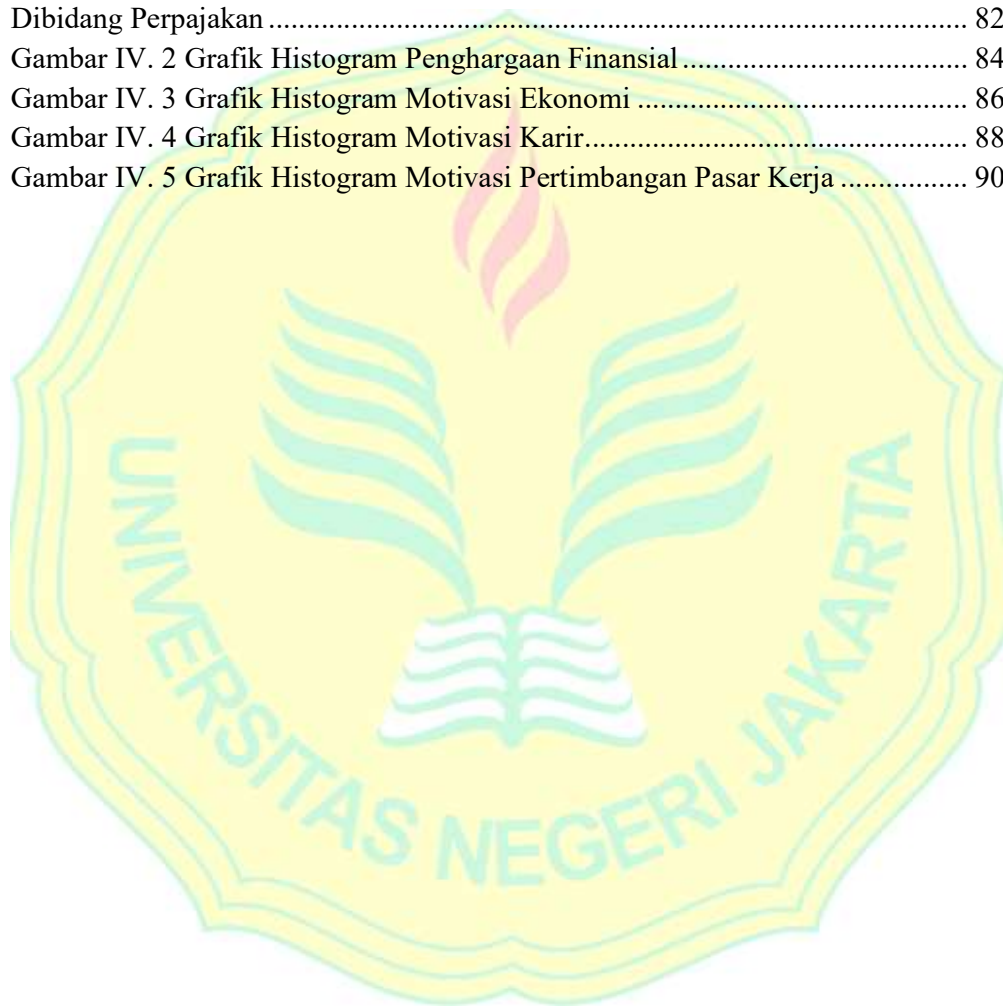 Dibidang Perpajakan ........................................................................................ 82
Gambar IV. 2 Grafik Histogram Penghargaan Finansial.................................... 84
Gambar IV. 3 Grafik Histogram Motivasi Ekonomi .......................................... 86
Gambar IV. 4 Grafik Histogram Motivasi Karir................................................ 88
Gambar IV. 5 Grafik Histogram Motivasi Pertimbangan Pasar Kerja ................ 90
UNIVERSITAS NEGERI JAKARTA